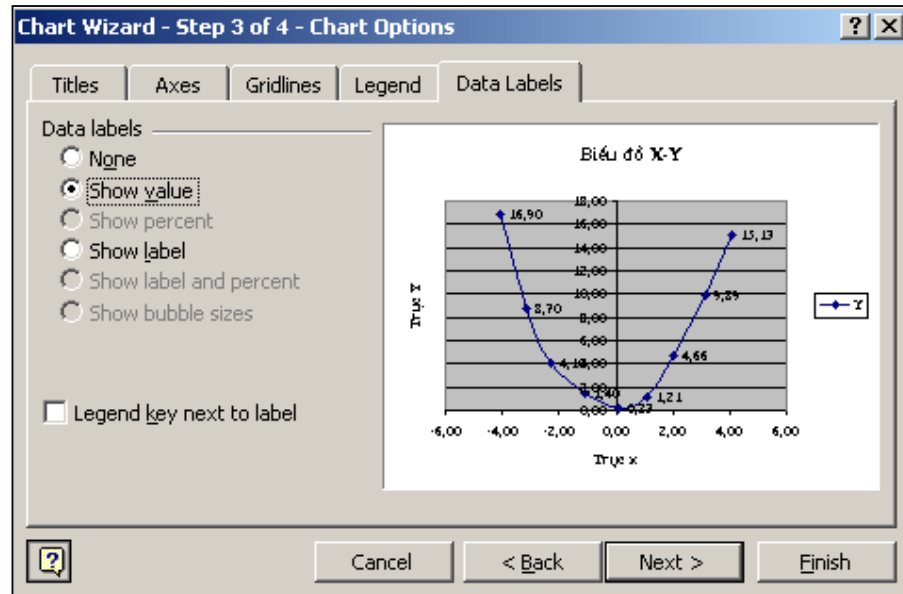 Chart Wizard - Step 3 of 4 - Chart Options
Titles
Axes
Gridlines
Legend
Data Labels
Data labels
None
Show value
Show percent
Show label
Show label and percent
Show bubble sizes
Legend key next to label
Biểu đồ X-Y
Trục Y
18,00
16,00
14,00
12,00
10,00
8,00
6,00
2,00
0,00
16,90
8,70
1,40
0,23
1,21
4,66
9,89
15,13
-6,00
-4,00
-2,00
0,00
2,00
4,00
6,00
Trục x
Y
Cancel
< Back
Next >
Finish